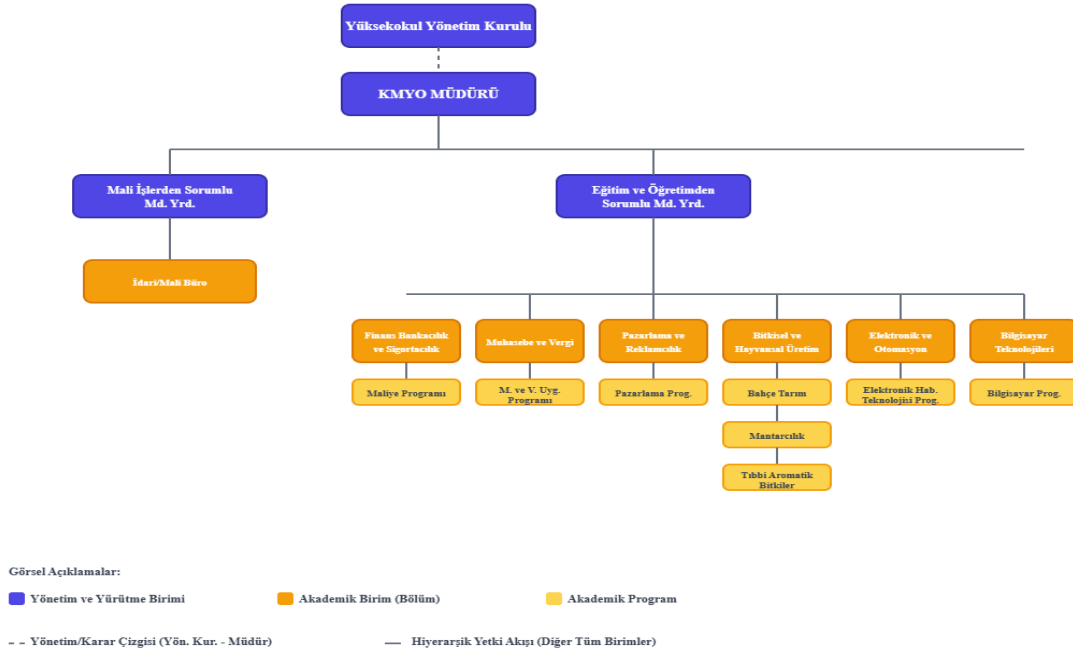 Yüksekokul Yönetim Kurulu
KMYO MÜDÜRÜ
Mali İşlerden Sorumlu
Md. Yrd.
Eğitim ve Öğretimden
Sorumlu Md. Yrd.
İdari/Mali Büro
Finans Bankacılık
ve Sigortacılık
Muhasebe ve Vergi
Pazarlama ve
Reklamcılık
Bitkisel ve
Hayvansal Üretim
Elektronik ve
Otomasyon
Bilgisayar
Teknolojileri
Maliye Programı
M. ve V. Uyg.
Programı
Pazarlama Prog.
Bahçe Tarım
Elektronik Hab.
Teknolojisi Prog.
Bilgisayar Prog.
Mantarcılık
Tıbbi Aromatik
Bitkiler
Görsel Açıklamalar:
Yönetim ve Yürütme Birimi
Akademik Birim (Bölüm)
Akademik Program
Yönetim/Karar Çizgisi (Yön. Kur. - Müdür)
Hiyerarşik Yetki Akışı (Diğer Tüm Birimler)